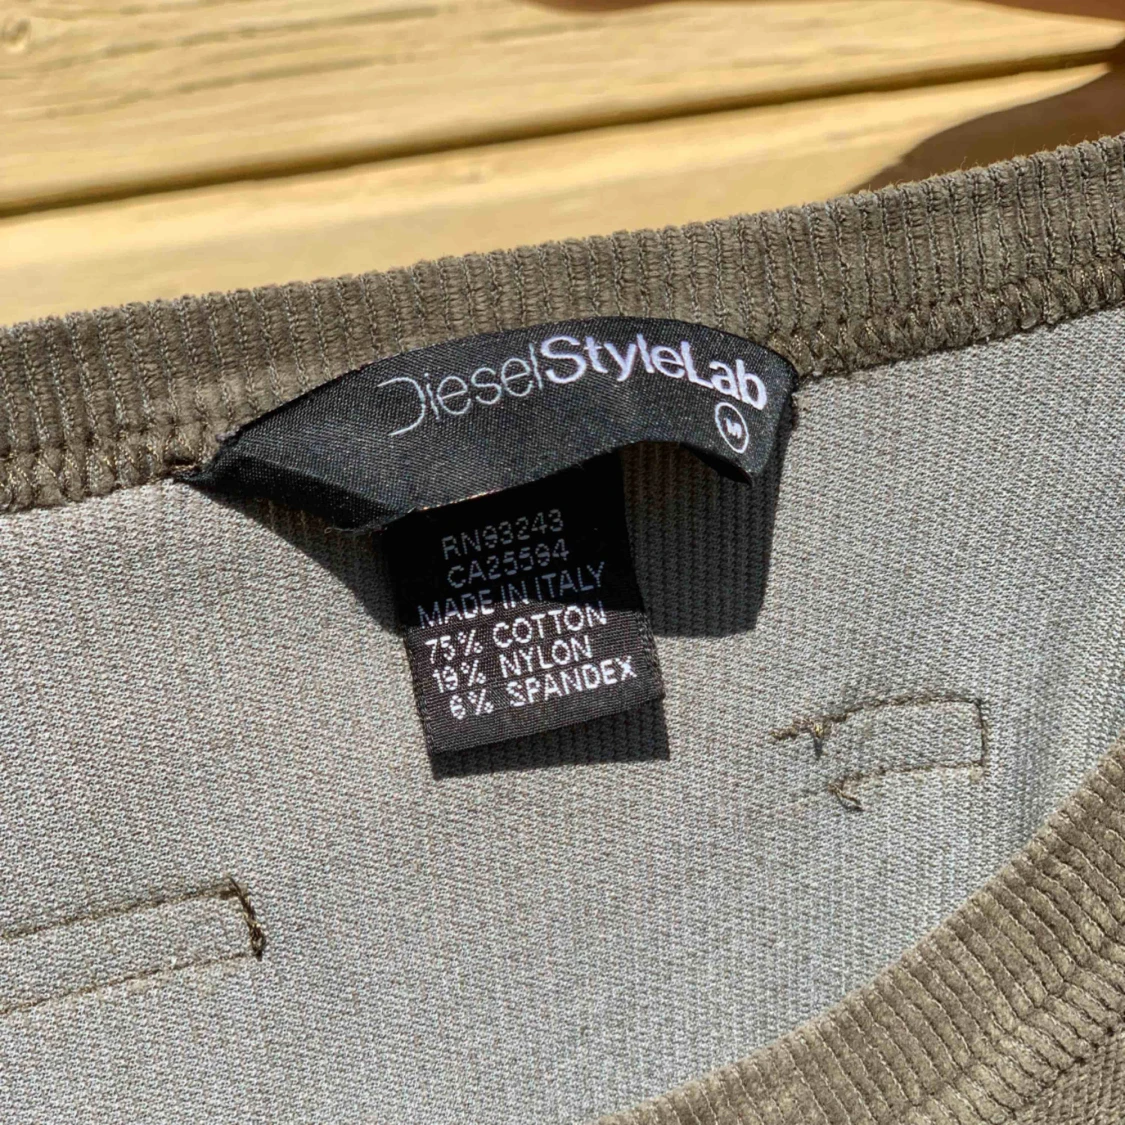 DieselStyleLab
M
RN93243
CA25594
MADE IN ITALY
75% COTTON
19% NYLON
6% SPANDEX